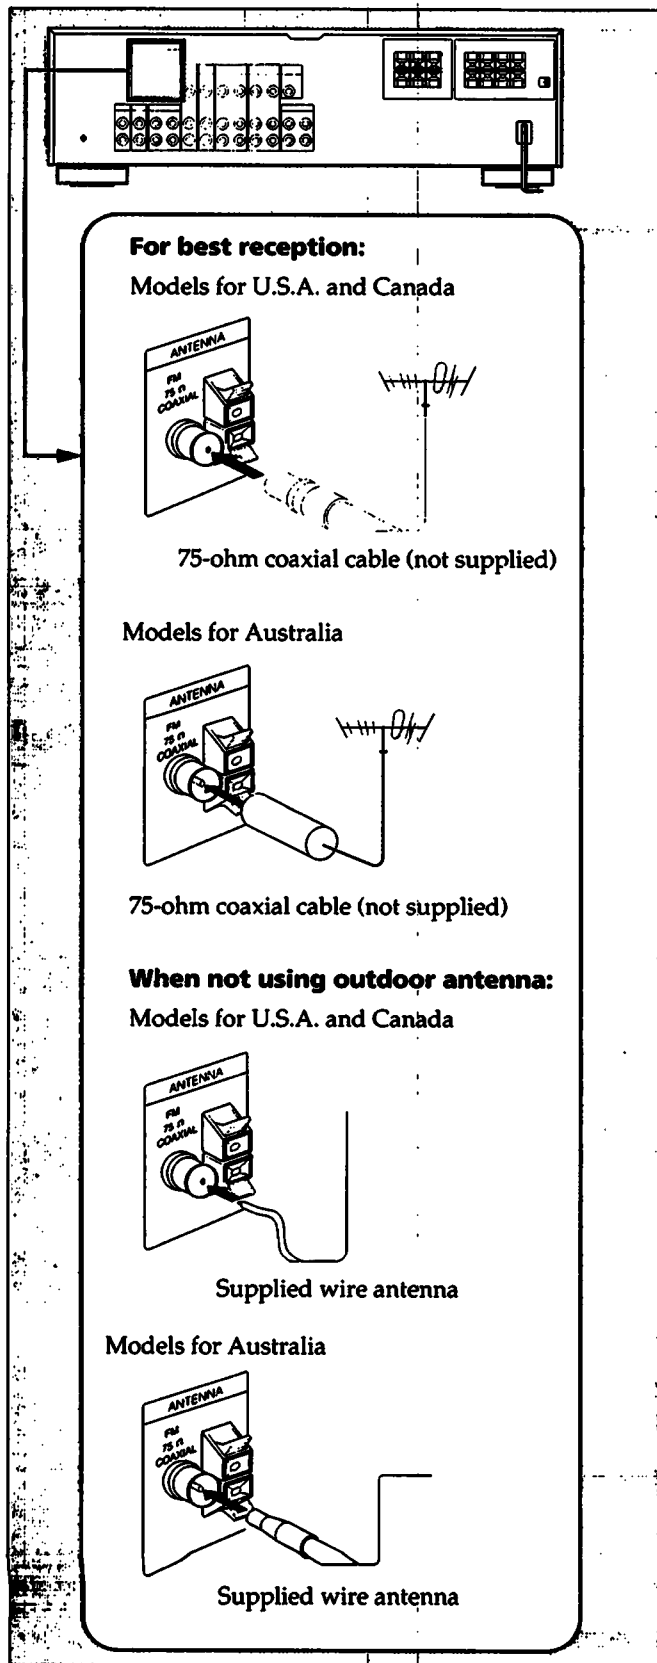 For best reception:
Models for U.S.A. and Canada
ANTENNA
FM
75 Ω
COAXIAL
75-ohm coaxial cable (not supplied)
Models for Australia
ANTENNA
FM
75 Ω
COAXIAL
75-ohm coaxial cable (not supplied)
When not using outdoor antenna:
Models for U.S.A. and Canada
ANTENNA
FM
75 Ω
COAXIAL
Supplied wire antenna
Models for Australia
ANTENNA
FM
75 Ω
COAXIAL
Supplied wire antenna